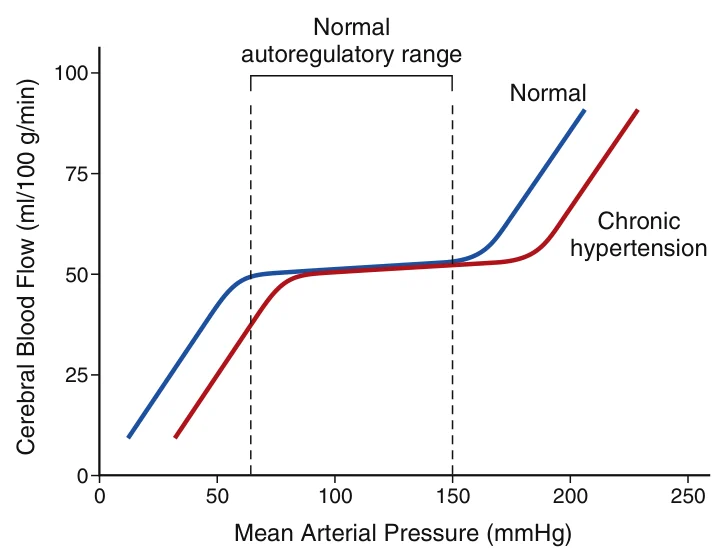 Normal
autoregulatory range
Normal
Chronic
hypertension
Cerebral Blood Flow (ml/100 g/min)
100
75
50
25
0
0
50
100
150
200
250
Mean Arterial Pressure (mmHg)